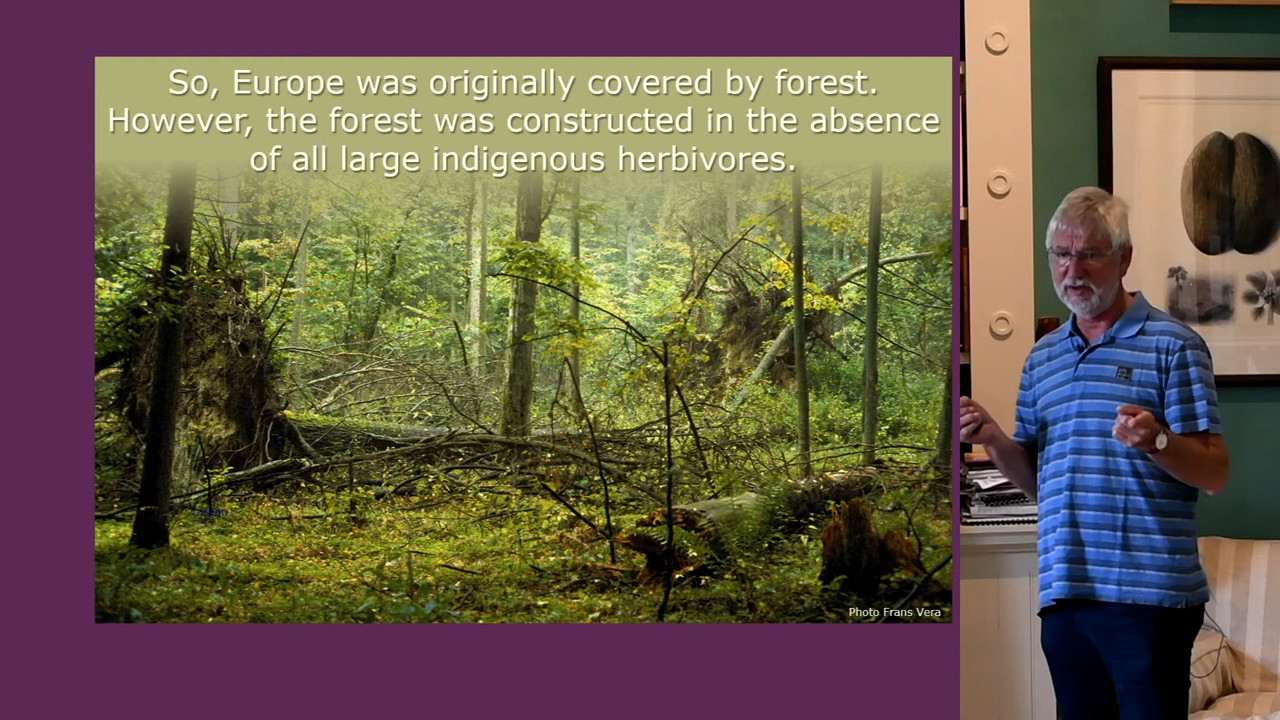 So, Europe was originally covered by forest.
However, the forest was constructed in the absence
of all large indigenous herbivores.
Photo Frans Vera